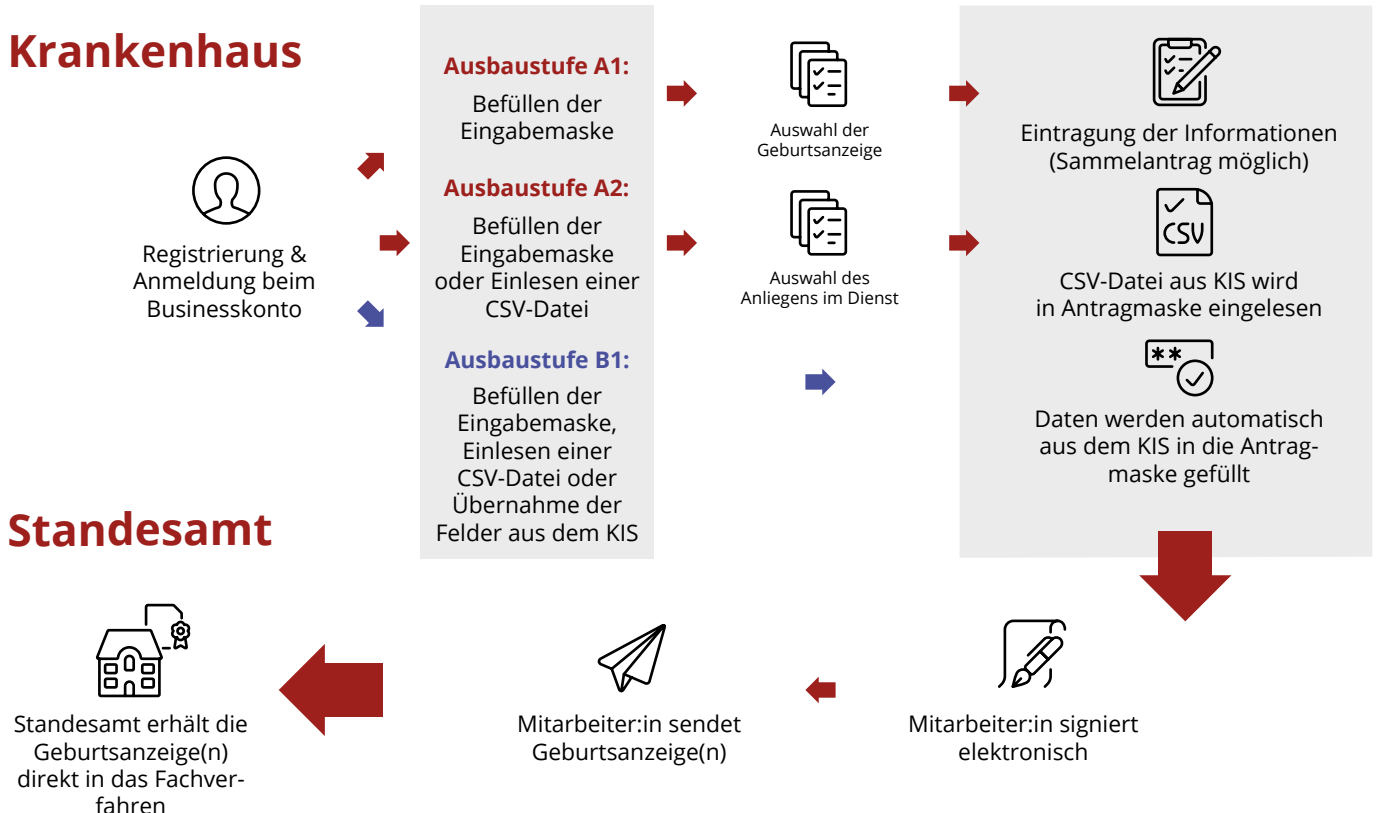 Krankenhaus
Registrierung &
Anmeldung beim
Businesskonto
Ausbaustufe A1:
Befüllen der
Eingabemaske
Ausbaustufe A2:
Befüllen der
Eingabemaske
oder Einlesen einer
CSV-Datei
Ausbaustufe B1:
Befüllen der
Eingabemaske,
Einlesen einer
CSV-Datei oder
Übernahme der
Felder aus dem KIS
Auswahl der
Geburtsanzeige
Auswahl des
Anliegens im Dienst
Eintragung der Informationen
(Sammelantrag möglich)
CSV
CSV-Datei aus KIS wird
in Antragmaske eingelesen
**
Daten werden automatisch
aus dem KIS in die Antrag-
maske gefüllt
Standesamt
Standesamt erhält die
Geburtsanzeige(n)
direkt in das Fachver-
fahren
Mitarbeiter:in sendet
Geburtsanzeige(n)
Mitarbeiter:in signiert
elektronisch